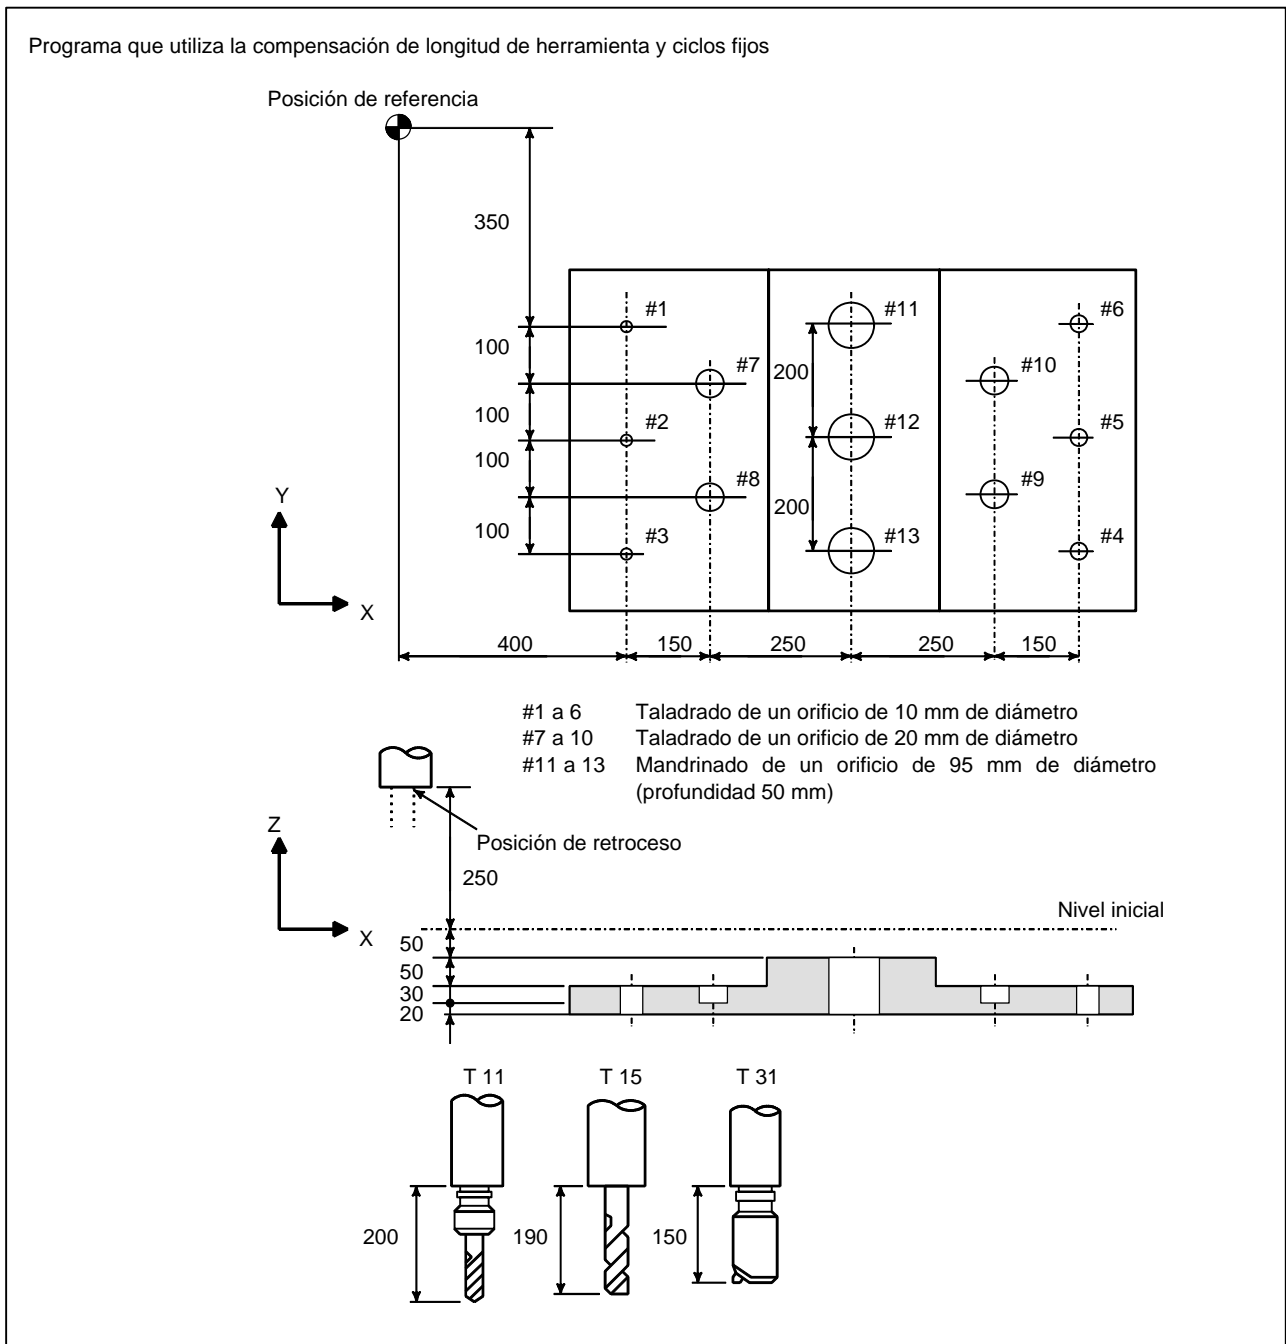 Programa que utiliza la compensación de longitud de herramienta y ciclos fijos
Posición de referencia
350
#1
#11
#6
100
#7
200
#10
100
#2
#12
#5
100
#8
#9
Y
200
100
#3
#13
#4
X
400
150
250
250
150
#1 a 6 Taladrado de un orificio de 10 mm de diámetro
#7 a 10 Taladrado de un orificio de 20 mm de diámetro
#11 a 13 Mandrinado de un orificio de 95 mm de diámetro
(profundidad 50 mm)
Z
Posición de retroceso
250
Nivel inicial
X
50
50
30
20
T 11
T 15
T 31
200
190
150